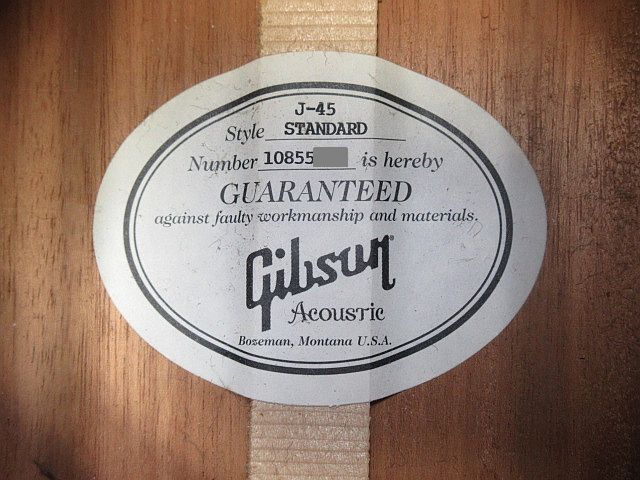 J-45
Style STANDARD
Number 10855 is hereby
GUARANTEED
against faulty workmanship and materials.
Gibson
Acoustic
Bozeman, Montana U.S.A.